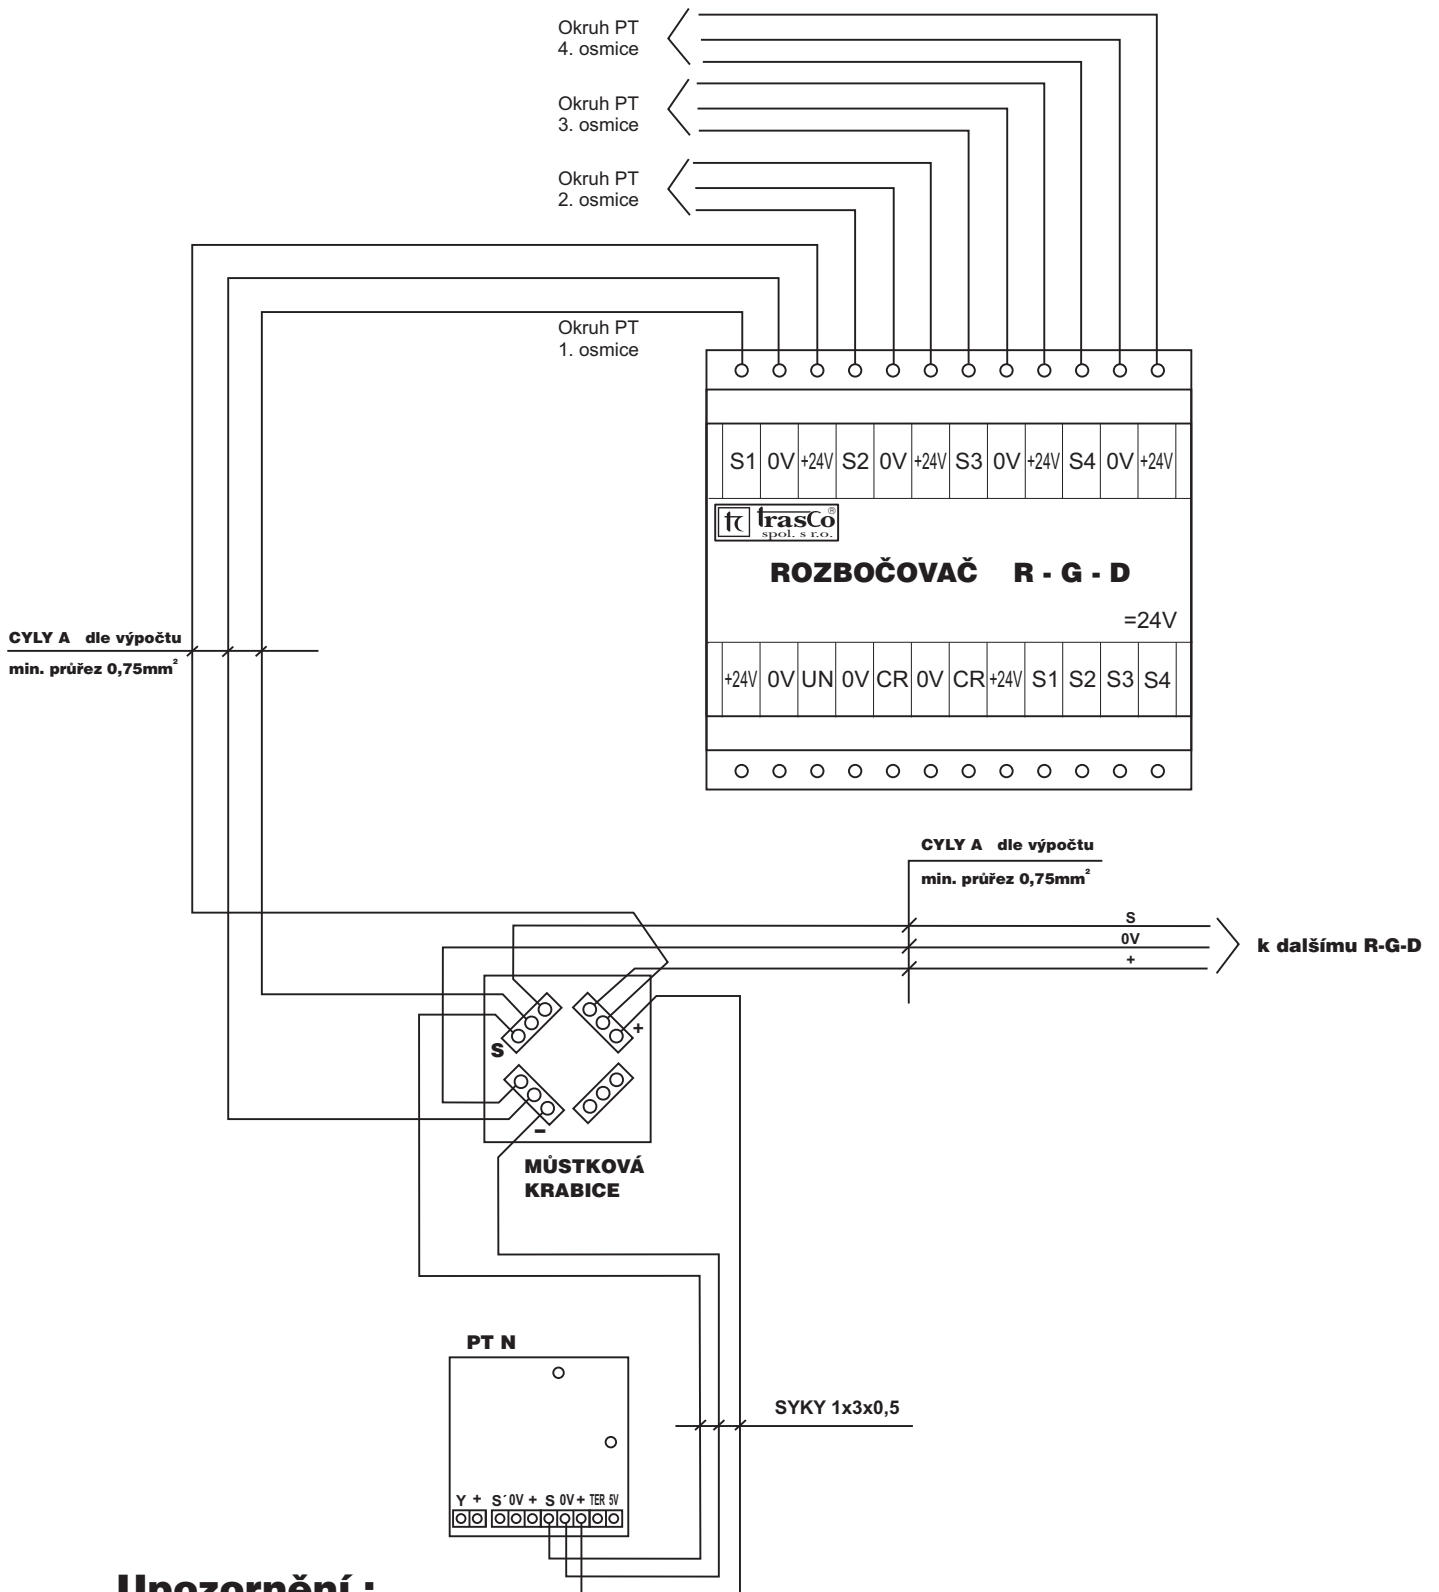 Okruh PT
4. osmice
Okruh PT
3. osmice
Okruh PT
2. osmice
Okruh PT
1. osmice
S1 0V +24V S2 0V +24V S3 0V +24V S4 0V +24V
tc trasCo®
spol. s r.o.
ROZBOČOVAČ R - G - D
=24V
+24V 0V UN 0V CR 0V CR +24V S1 S2 S3 S4
CYLY A dle výpočtu
min. průřez 0,75mm²
CYLY A dle výpočtu
min. průřez 0,75mm²
S
0V
+
k dalšímu R-G-D
S
+
-
MŮSTKOVÁ
KRABICE
PT N
SYKY 1x3x0,5
Y + S´ 0V + S 0V + TER 5V
Upozornění :